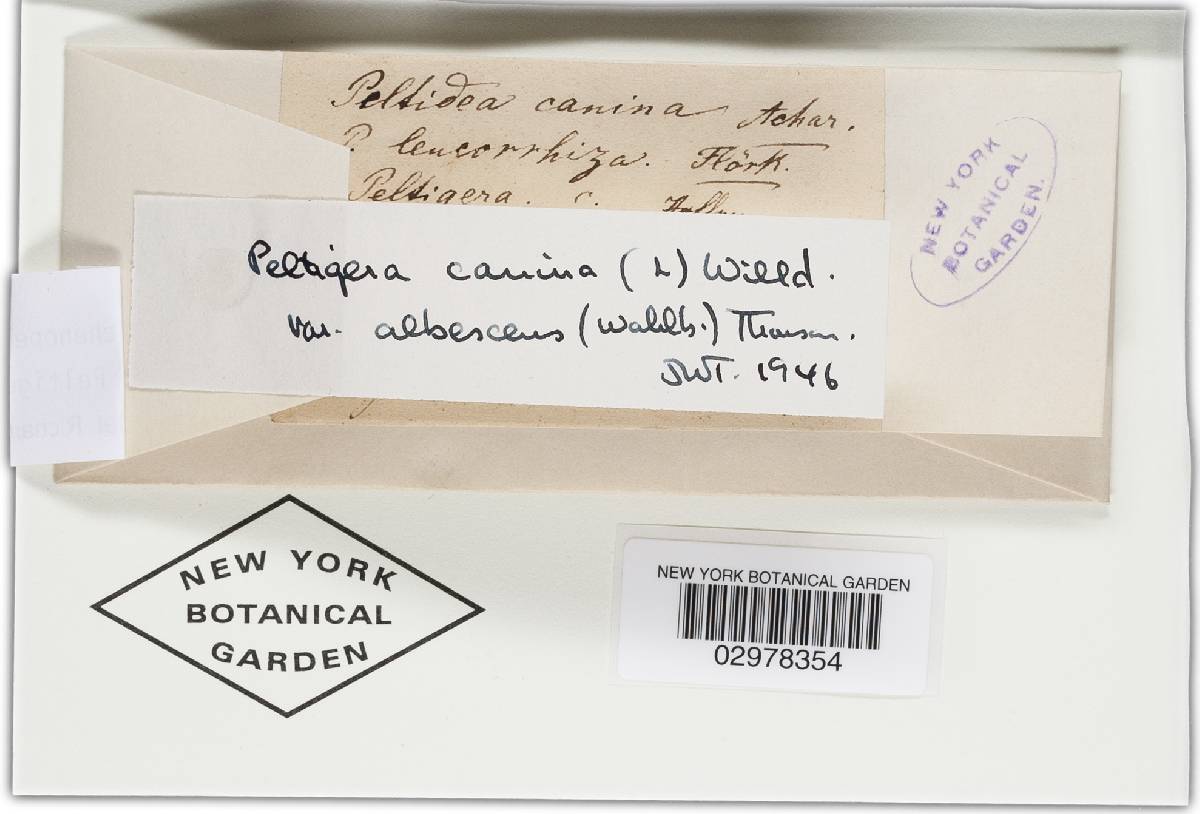 Peltidea canina Achar.
P. leucorrhiza. Flörk.
Peltigera. c.
NEW YORK
BOTANICAL
GARDEN.
Peltigera canina (L) Willd.
var. albescens (Wahlb.) Thomson.
JWT. 1946
NEW YORK
BOTANICAL
GARDEN
NEW YORK BOTANICAL GARDEN
02978354